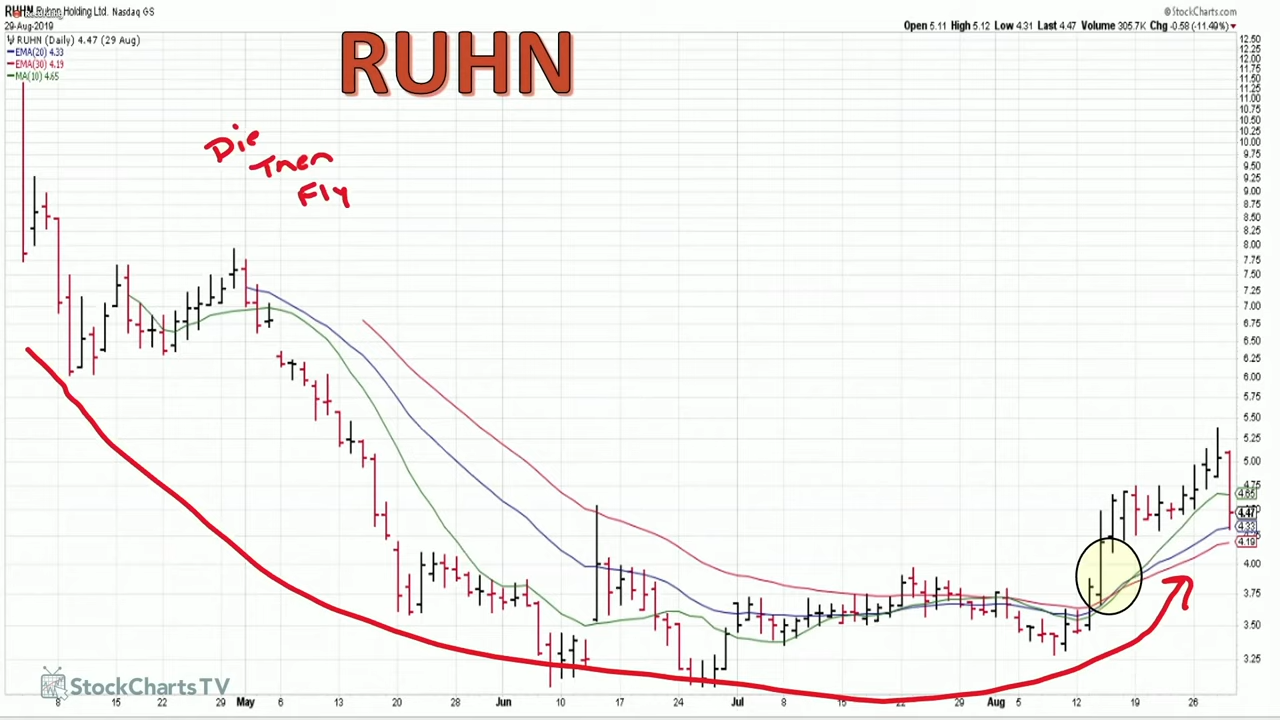 RUHN Ruhnn Holding Ltd. Nasdaq GS
© StockCharts.com
29-Aug-2019
Open 5.11 High 5.12 Low 4.31 Last 4.47 Volume 305.7K Chg -0.58 (-11.49%)
RUHN (Daily) 4.47 (29 Aug)
EMA(20) 4.33
EMA(30) 4.19
MA(10) 4.65
RUHN
Die
Then
Fly
12.50
12.25
12.00
11.75
11.50
11.25
11.00
10.75
10.50
10.25
10.00
9.75
9.50
9.25
9.00
8.75
8.50
8.25
8.00
7.75
7.50
7.25
7.00
6.75
6.50
6.25
6.00
5.75
5.50
5.25
5.00
4.75
4.65
4.47
4.33
4.19
4.00
3.75
3.50
3.25
StockCharts TV
8 15 22 29 May 6 13 20 28 Jun 10 17 24 Jul 8 15 22 29 Aug 5 12 19 26